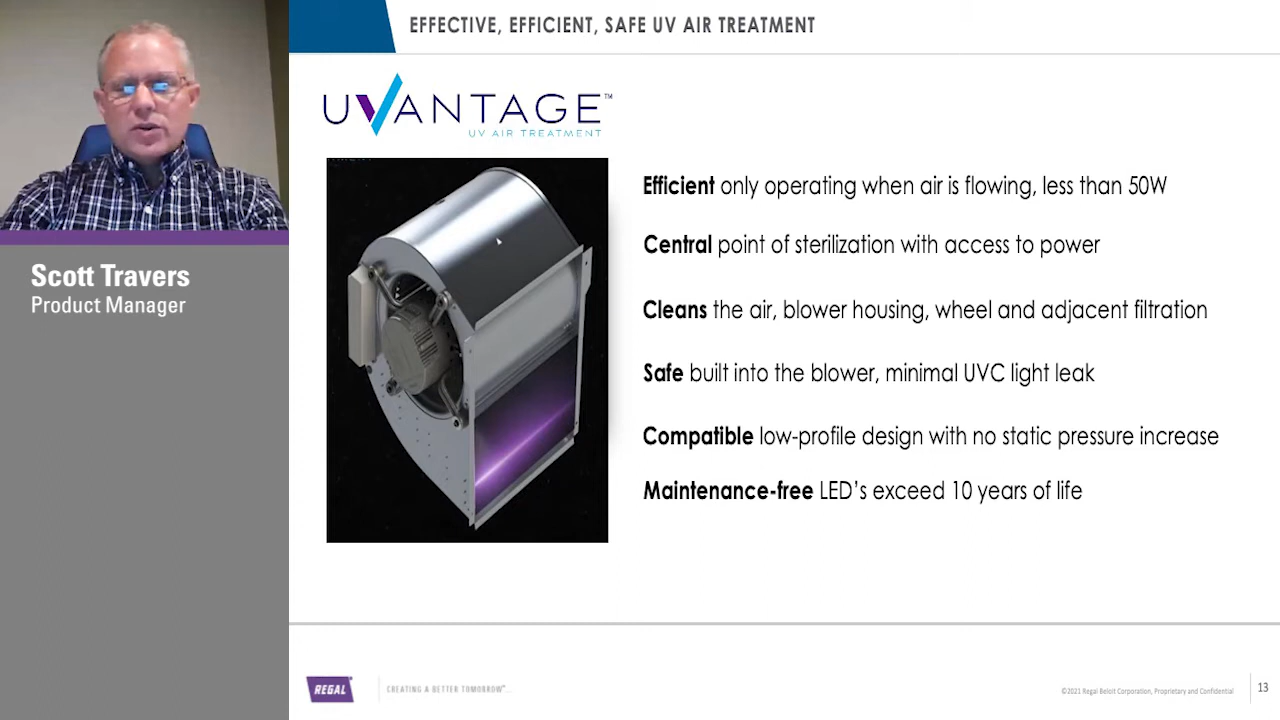 EFFECTIVE, EFFICIENT, SAFE UV AIR TREATMENT
UVANTAGE™
UV AIR TREATMENT
Efficient only operating when air is flowing, less than 50W
Central point of sterilization with access to power
Cleans the air, blower housing, wheel and adjacent filtration
Safe built into the blower, minimal UVC light leak
Compatible low-profile design with no static pressure increase
Maintenance-free LED's exceed 10 years of life
Scott Travers
Product Manager
REGAL
CREATING A BETTER TOMORROW™...
©2021 Regal Beloit Corporation, Proprietary and Confidential
13